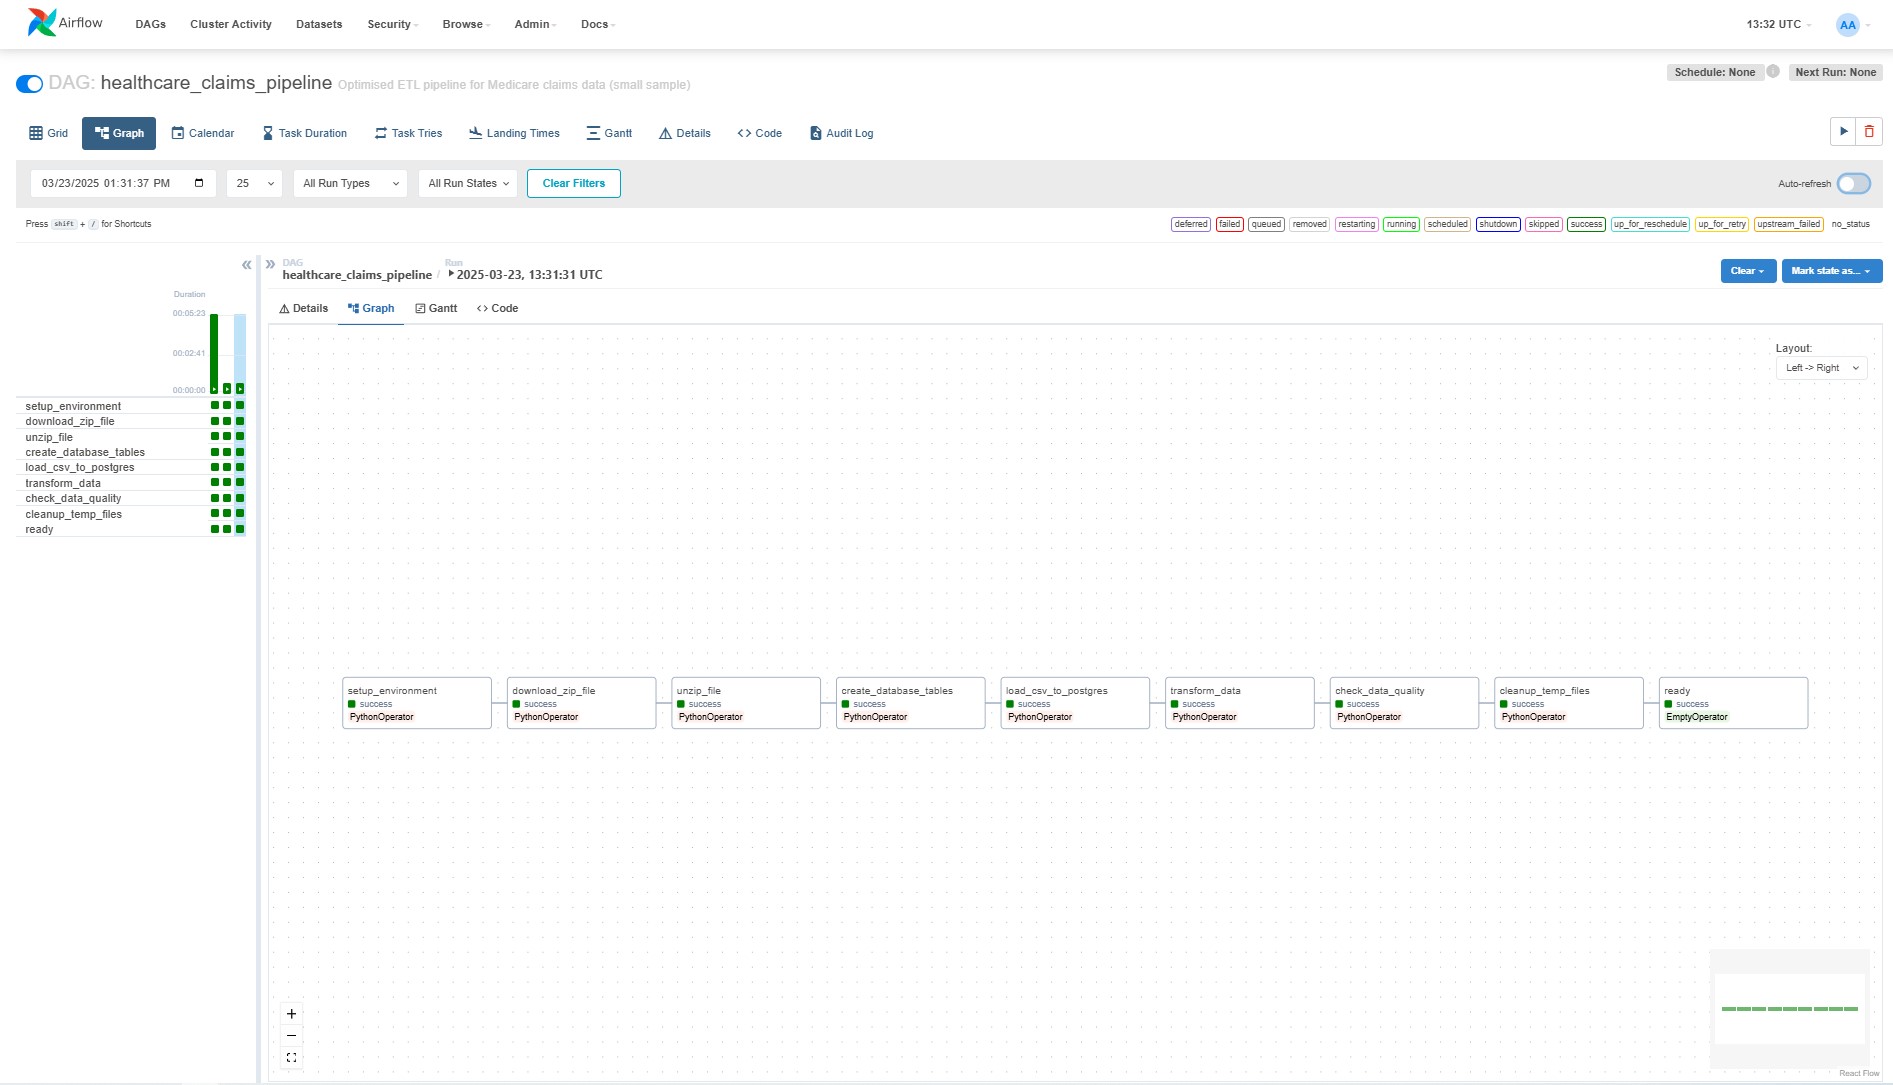 Airflow DAGs Cluster Activity Datasets Security Browse Admin Docs 13:32 UTC AA
DAG: healthcare_claims_pipeline Optimised ETL pipeline for Medicare claims data (small sample) Schedule: None i Next Run: None
Grid Graph Calendar Task Duration Task Tries Landing Times Gantt Details Code Audit Log
03/23/2025 01:31:37 PM 25 All Run Types All Run States Clear Filters Auto-refresh
Press shift + / for Shortcuts deferred failed queued removed restarting running scheduled shutdown skipped success up_for_reschedule up_for_retry upstream_failed no_status
DAG Run
healthcare_claims_pipeline / 2025-03-23, 13:31:31 UTC Clear Mark state as...
Details Graph Gantt Code
Duration
00:05:23
00:02:41
00:00:00
setup_environment
download_zip_file
unzip_file
create_database_tables
load_csv_to_postgres
transform_data
check_data_quality
cleanup_temp_files
ready
Layout:
Left -> Right
setup_environment download_zip_file unzip_file create_database_tables load_csv_to_postgres transform_data check_data_quality cleanup_temp_files ready
success success success success success success success success success
PythonOperator PythonOperator PythonOperator PythonOperator PythonOperator PythonOperator PythonOperator PythonOperator EmptyOperator
React Flow